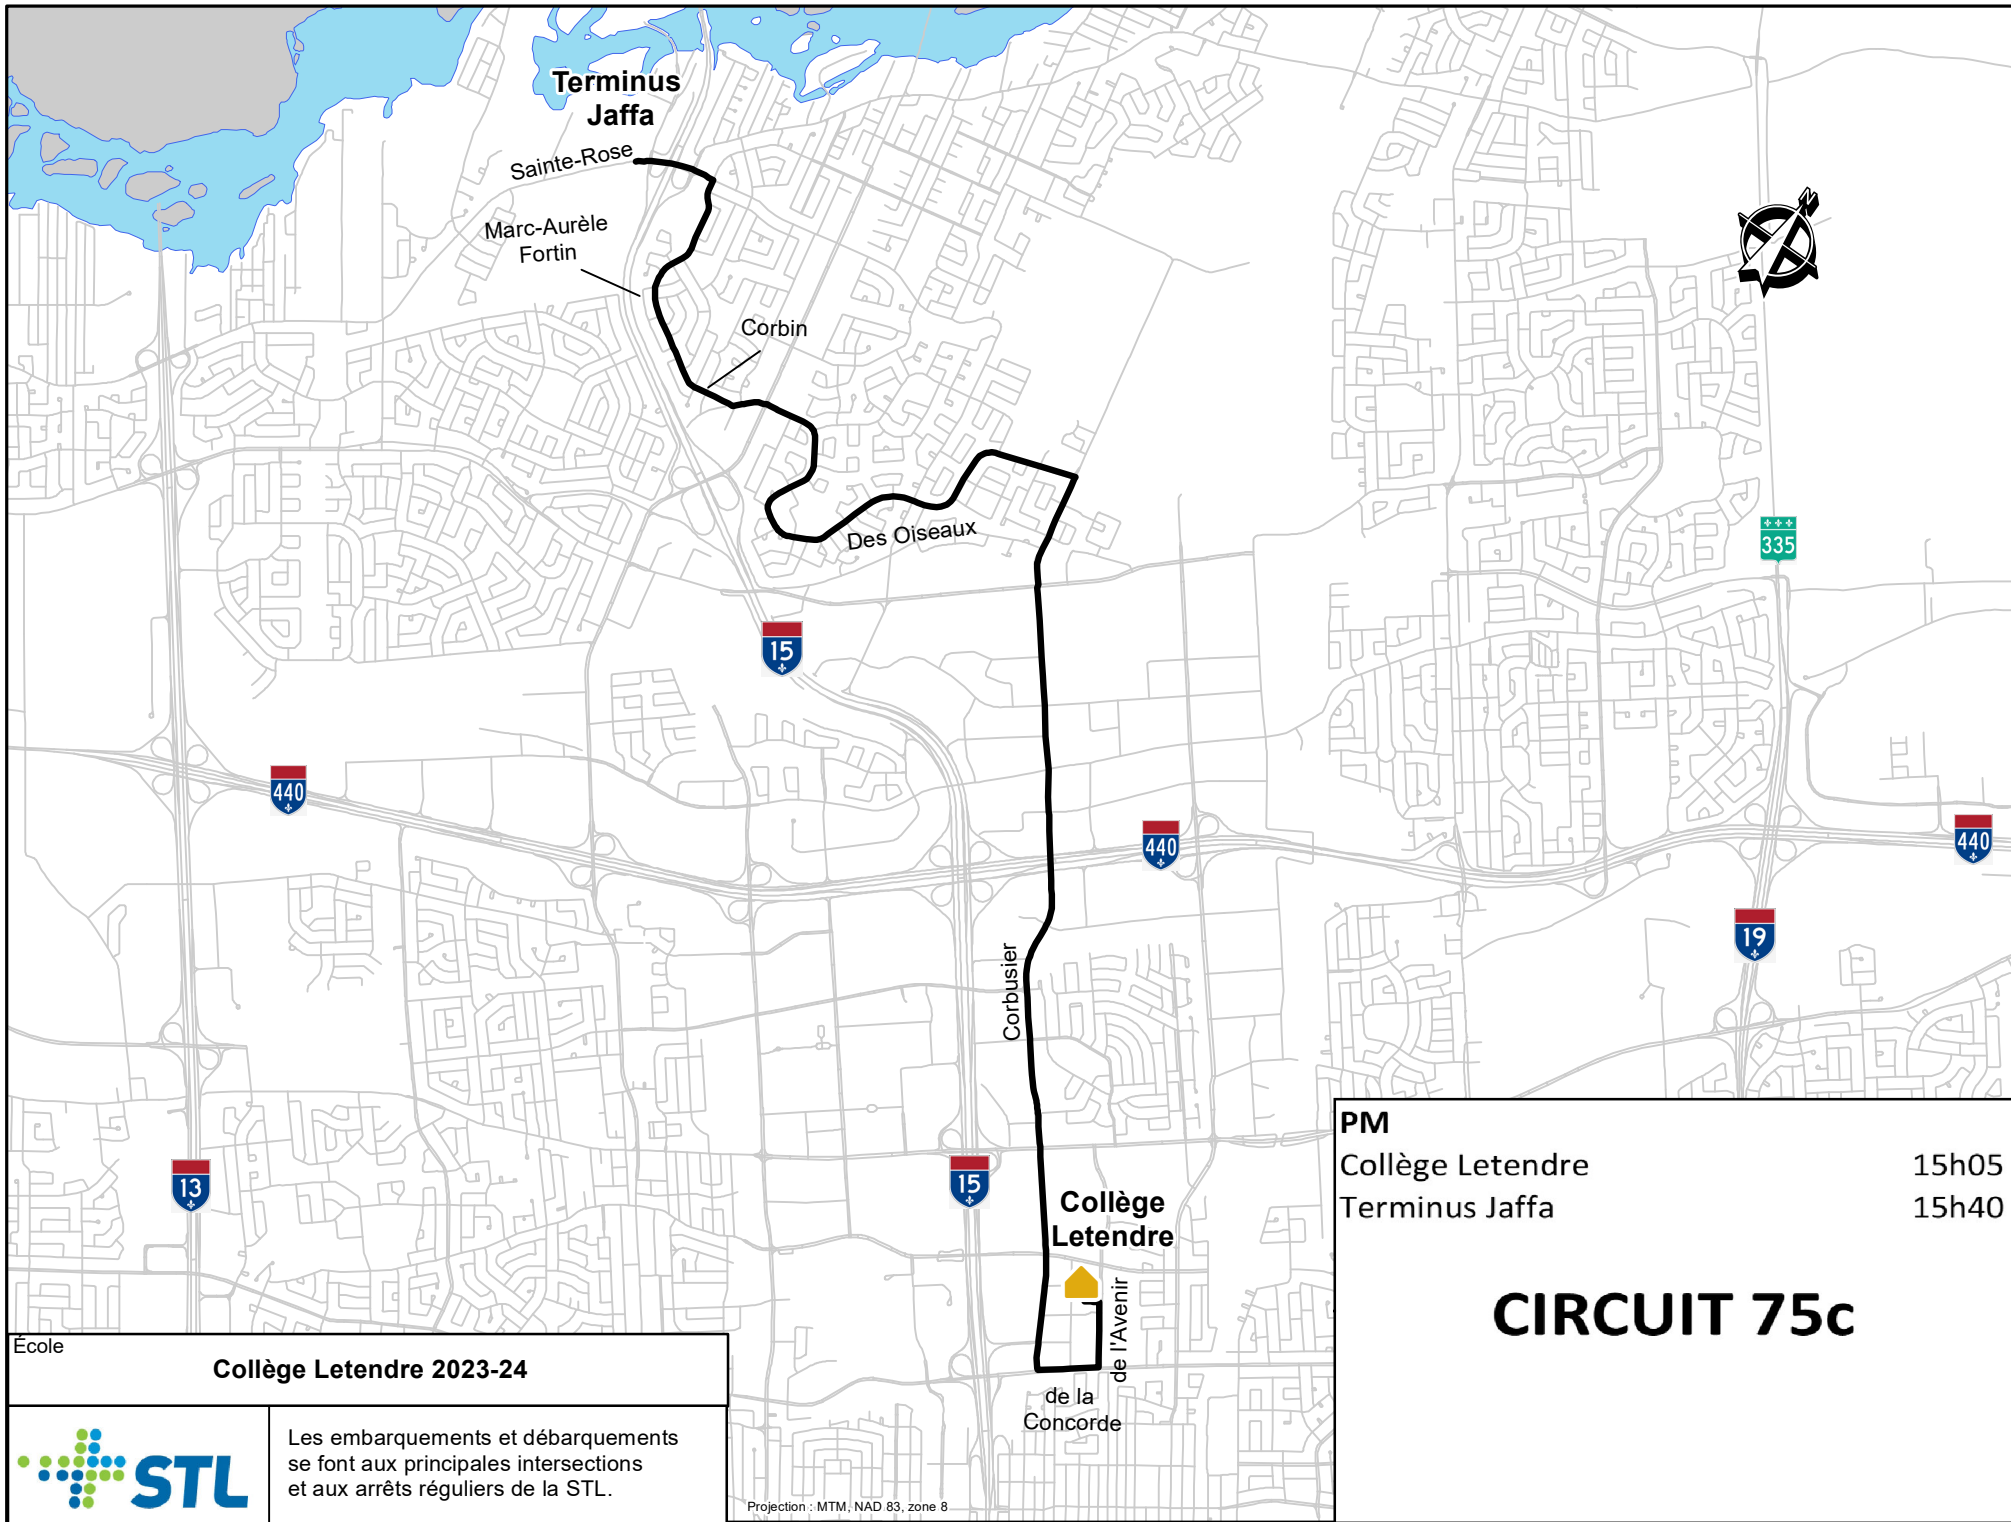 Terminus
Jaffa
Sainte-Rose
Marc-Aurèle
Fortin
Corbin
Des Oiseaux
335
15
440
440
440
19
Corbusier
13
15
Collège
Letendre
de l'Avenir
de la
Concorde
PM
Collège Letendre 15h05
Terminus Jaffa 15h40
CIRCUIT 75c
École
Collège Letendre 2023-24
STL
Les embarquements et débarquements
se font aux principales intersections
et aux arrêts réguliers de la STL.
Projection : MTM, NAD 83, zone 8
N